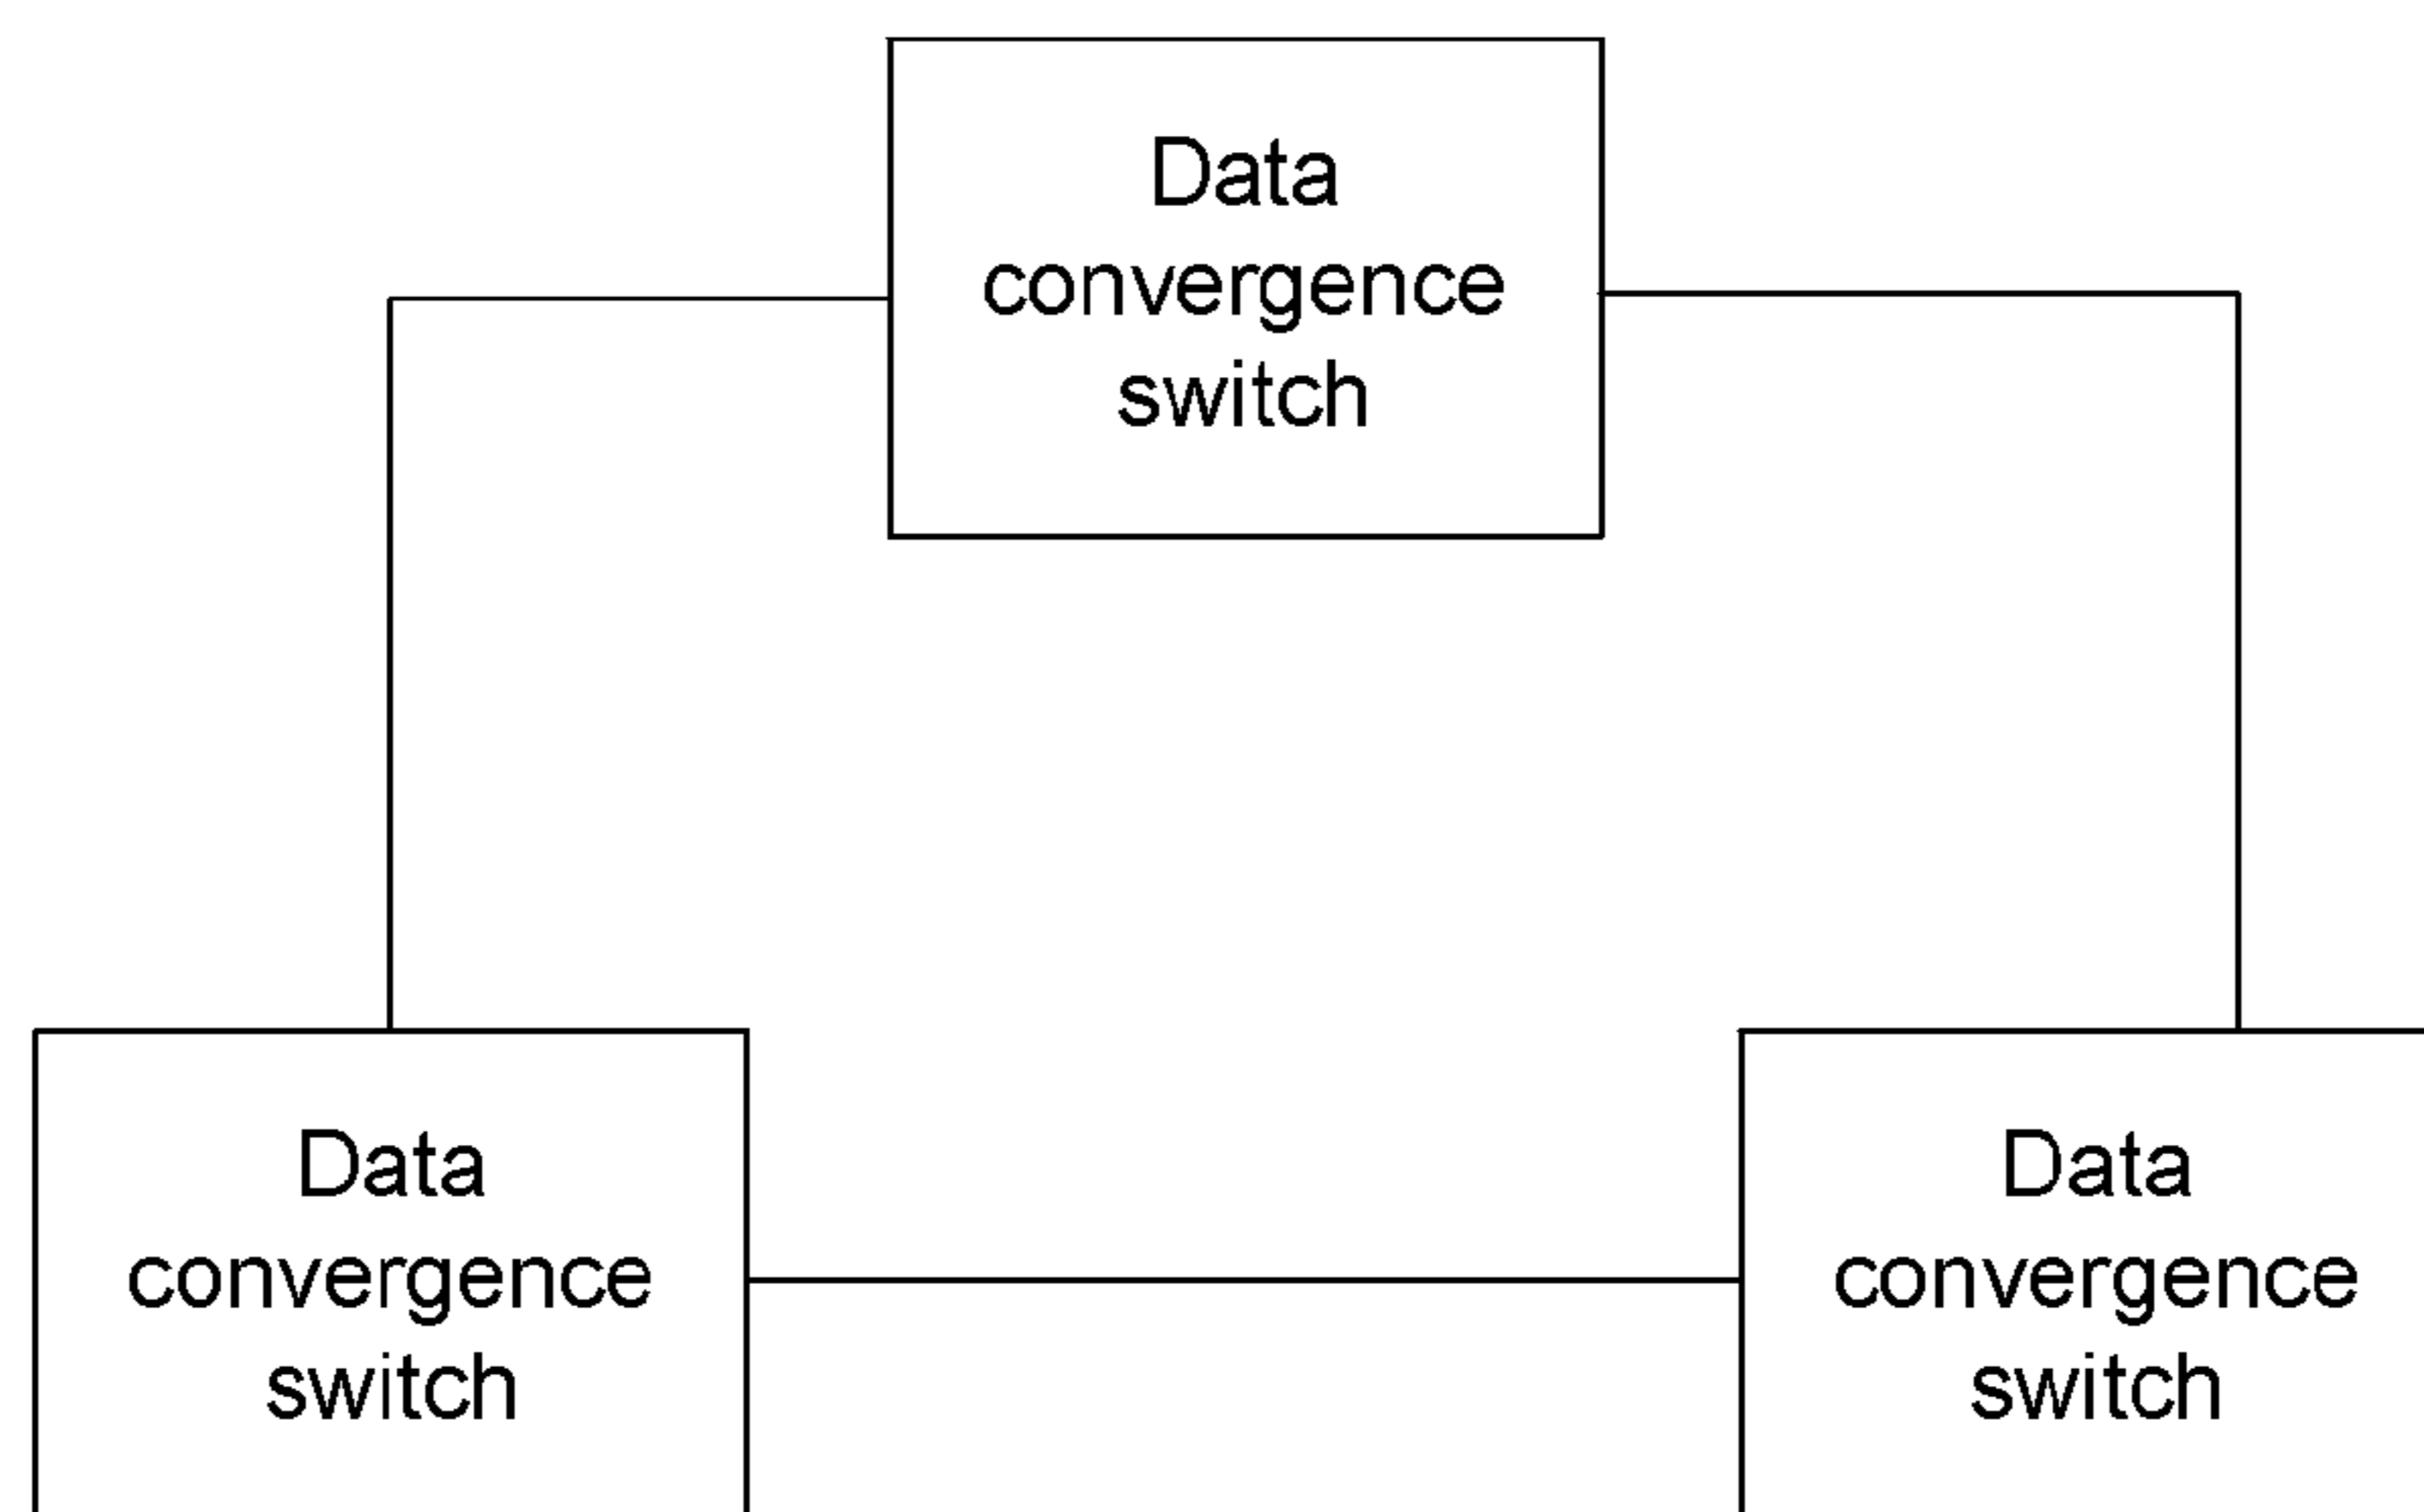 Data
convergence
switch
Data
convergence
switch
Data
convergence
switch